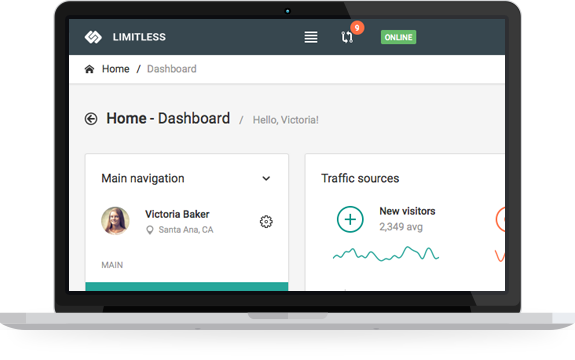 LIMITLESS
9
ONLINE
Home / Dashboard
Home - Dashboard / Hello, Victoria!
Main navigation
Victoria Baker
Santa Ana, CA
MAIN
Traffic sources
New visitors
2,349 avg